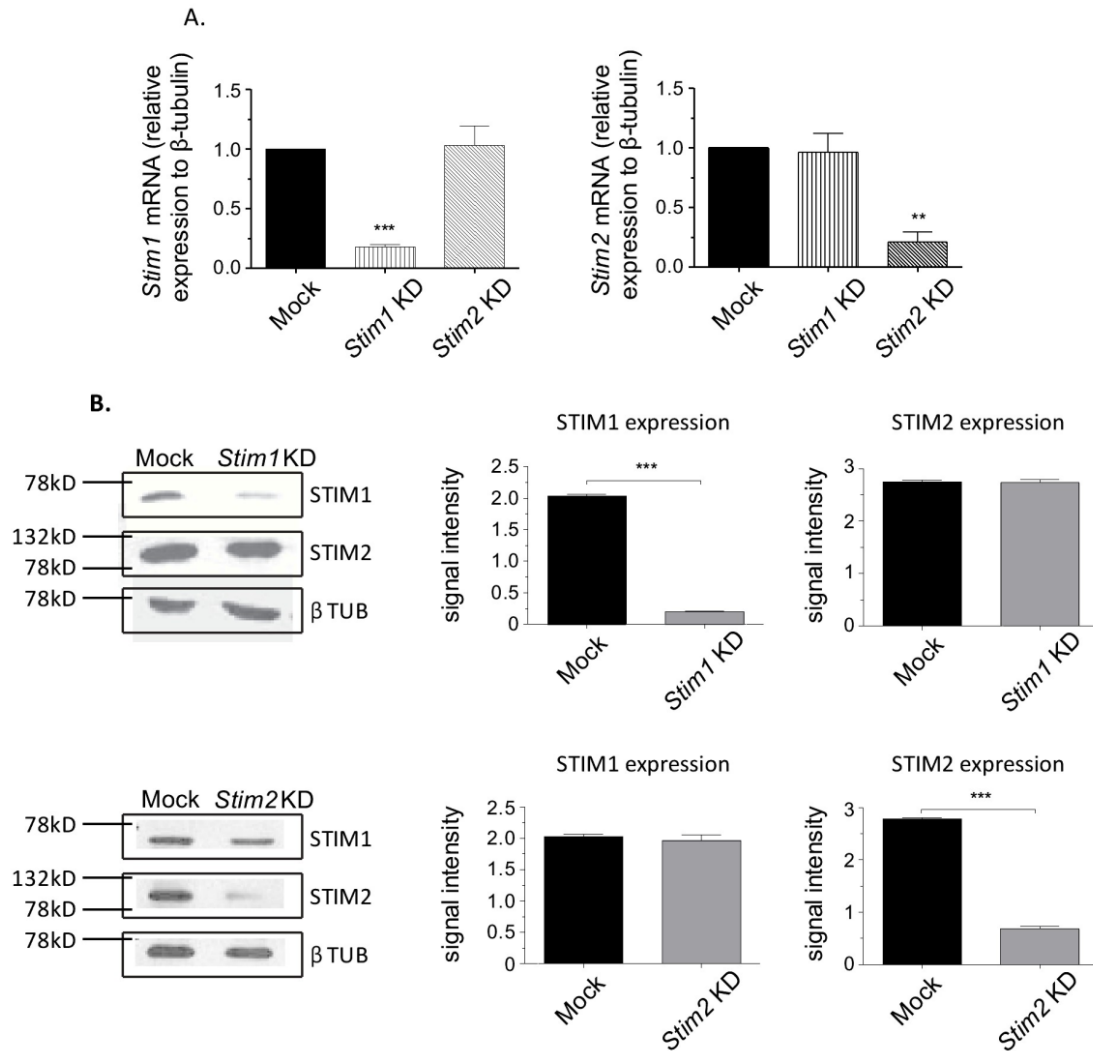 A.
Stim1 mRNA (relative
expression to β-tubulin)
1.5
1.0
0.5
0.0
***
Mock
Stim1 KD
Stim2 KD
Stim2 mRNA (relative
expression to β-tubulin)
1.5
1.0
0.5
0.0
**
Mock
Stim1 KD
Stim2 KD
B.
Mock Stim1KD
78kD
STIM1
132kD
STIM2
78kD
78kD
β TUB
STIM1 expression
signal intensity
2.5
2.0
1.5
1.0
0.5
0
***
Mock
Stim1 KD
STIM2 expression
signal intensity
3
2
1
0
Mock
Stim1 KD
Mock Stim2KD
78kD
STIM1
132kD
STIM2
78kD
78kD
β TUB
STIM1 expression
signal intensity
2.5
2.0
1.5
1.0
0.5
0
Mock
Stim2 KD
STIM2 expression
signal intensity
3
2
1
0
***
Mock
Stim2 KD